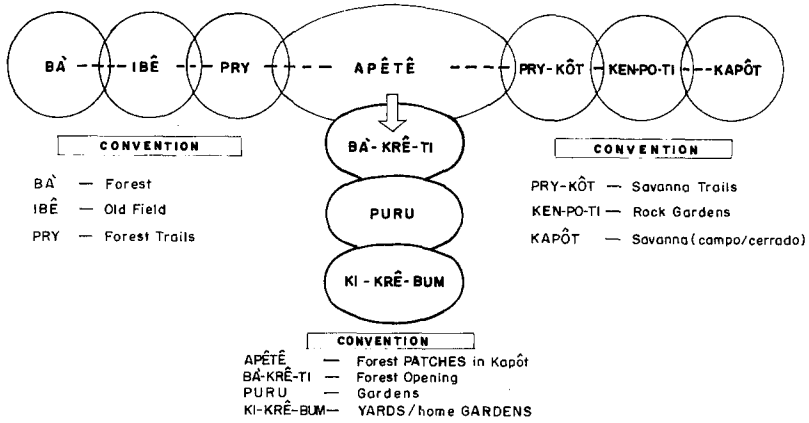 BÀ IBÊ PRY APÊTÊ PRY-KÔT KEN-PO-TI KAPÔT
BÀ-KRÊ-TI
PURU
KI-KRÊ-BUM
CONVENTION
BÀ — Forest
IBÊ — Old Field
PRY — Forest Trails
CONVENTION
PRY-KÔT — Savanna Trails
KEN-PO-TI — Rock Gardens
KAPÔT — Savanna (campo/cerrado)
CONVENTION
APÊTÊ — Forest PATCHES in Kapôt
BÀ-KRÊ-TI — Forest Opening
PURU — Gardens
KI-KRÊ-BUM — YARDS/home GARDENS